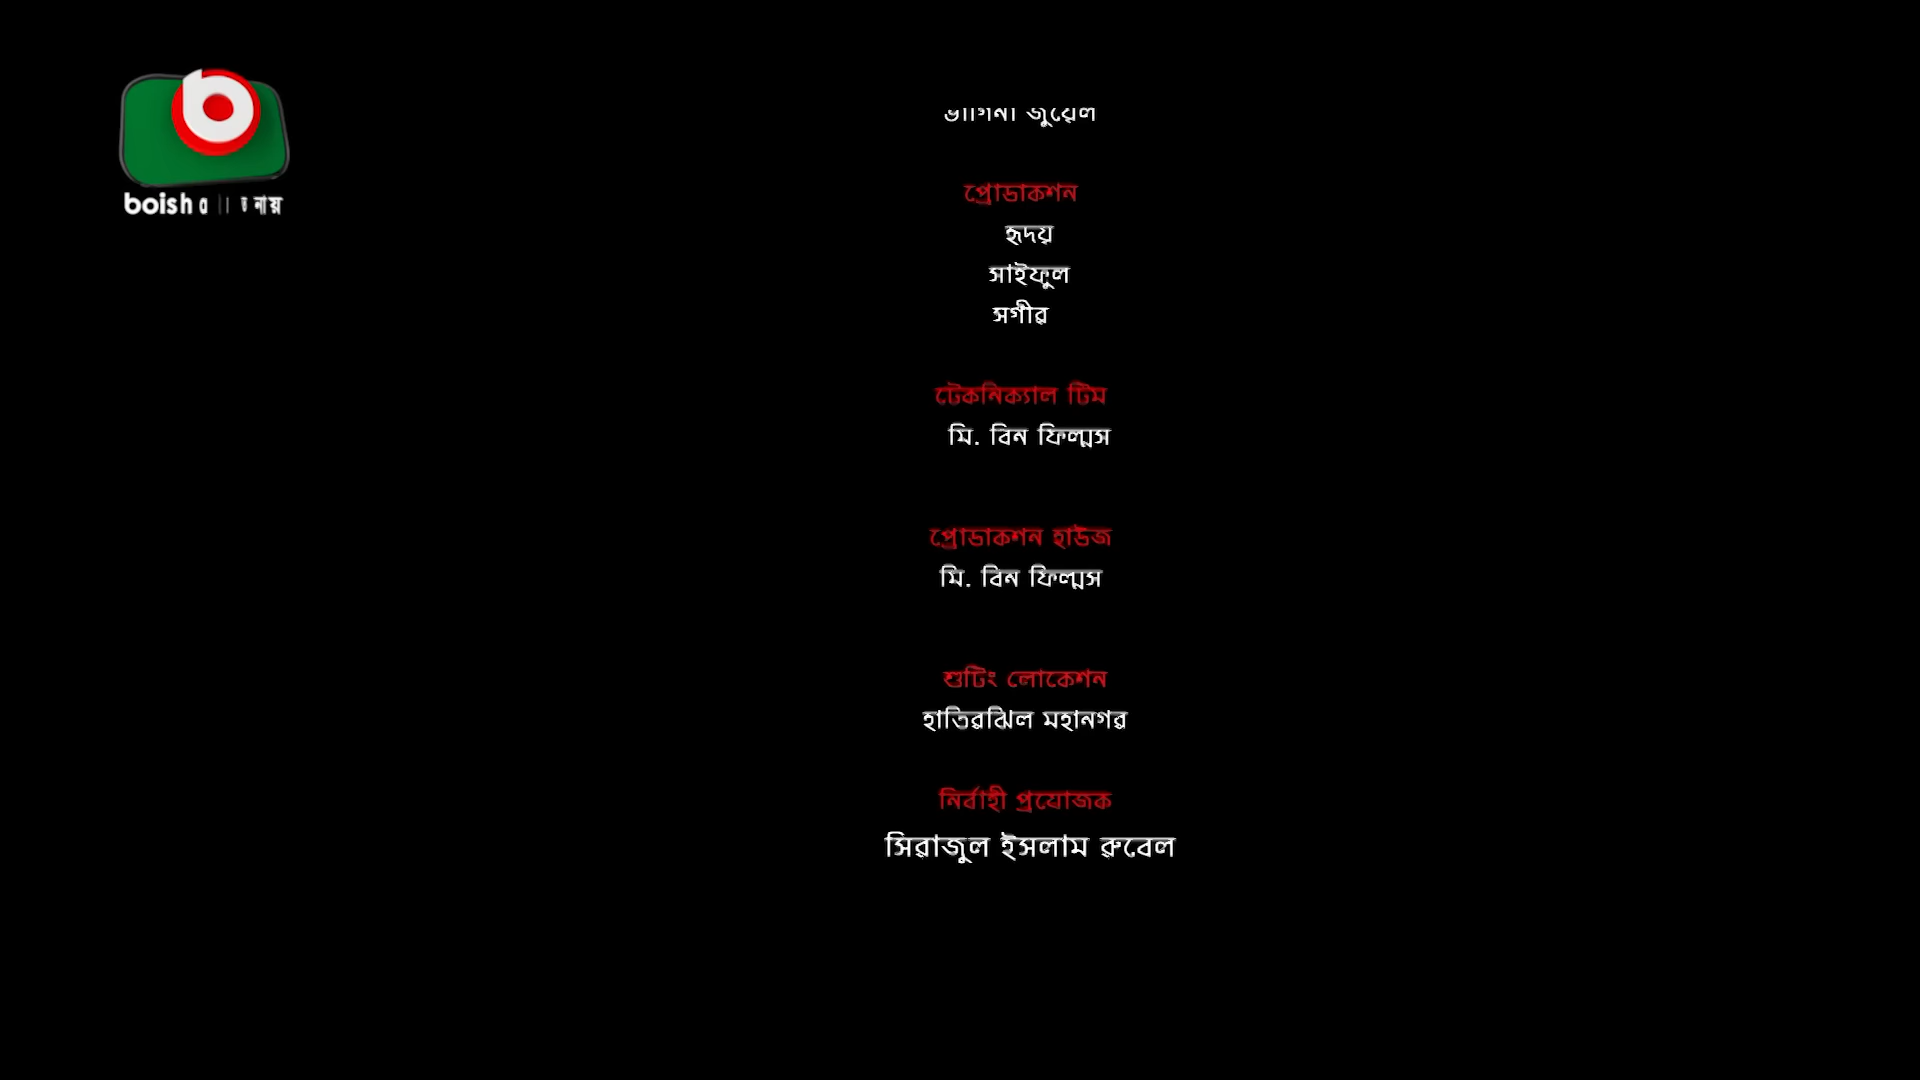 জুয়েল
প্রোডাকশন
হৃদয়
সাইফুল
সগীর
টেকনিক্যাল টিম
মি. বিন ফিল্মস
প্রোডাকশন হাউজ
মি. বিন ফিল্মস
শুটিং লোকেশন
হাতিরঝিল মহানগর
নির্বাহী প্রযোজক
সিরাজুল ইসলাম রুবেল